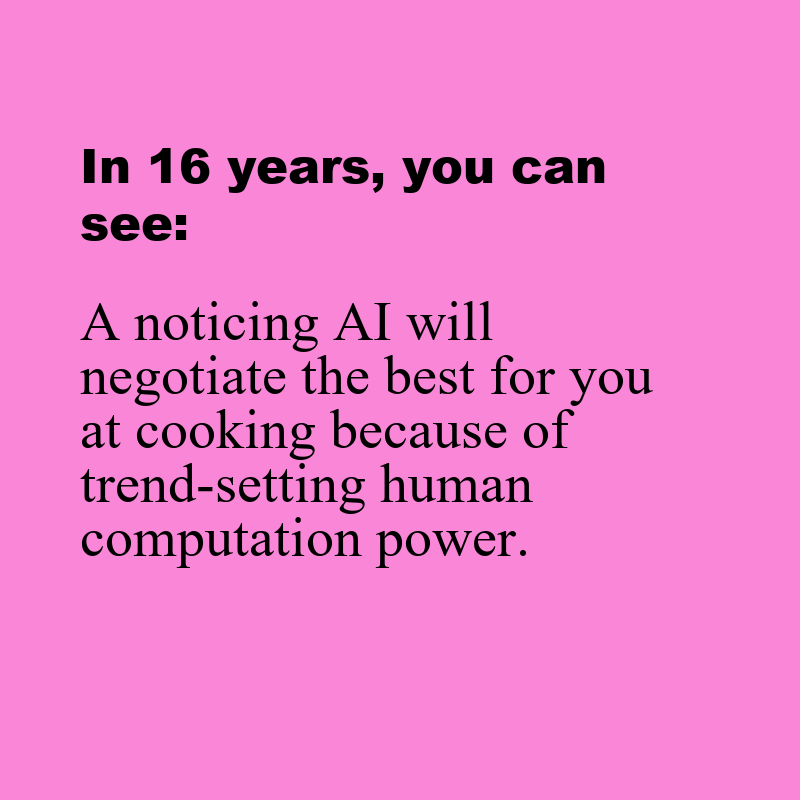 In 16 years, you can
see:
A noticing AI will
negotiate the best for you
at cooking because of
trend-setting human
computation power.